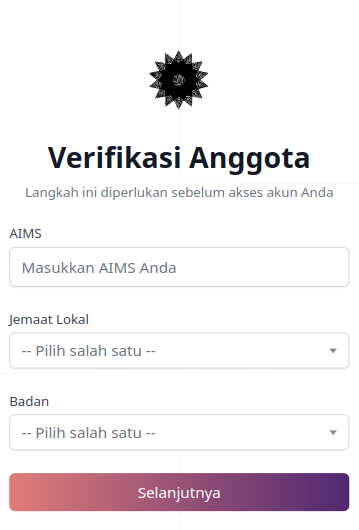 Verifikasi Anggota
Langkah ini diperlukan sebelum akses akun Anda
AIMS
Masukkan AIMS Anda
Jemaat Lokal
-- Pilih salah satu --
Badan
-- Pilih salah satu --
Selanjutnya